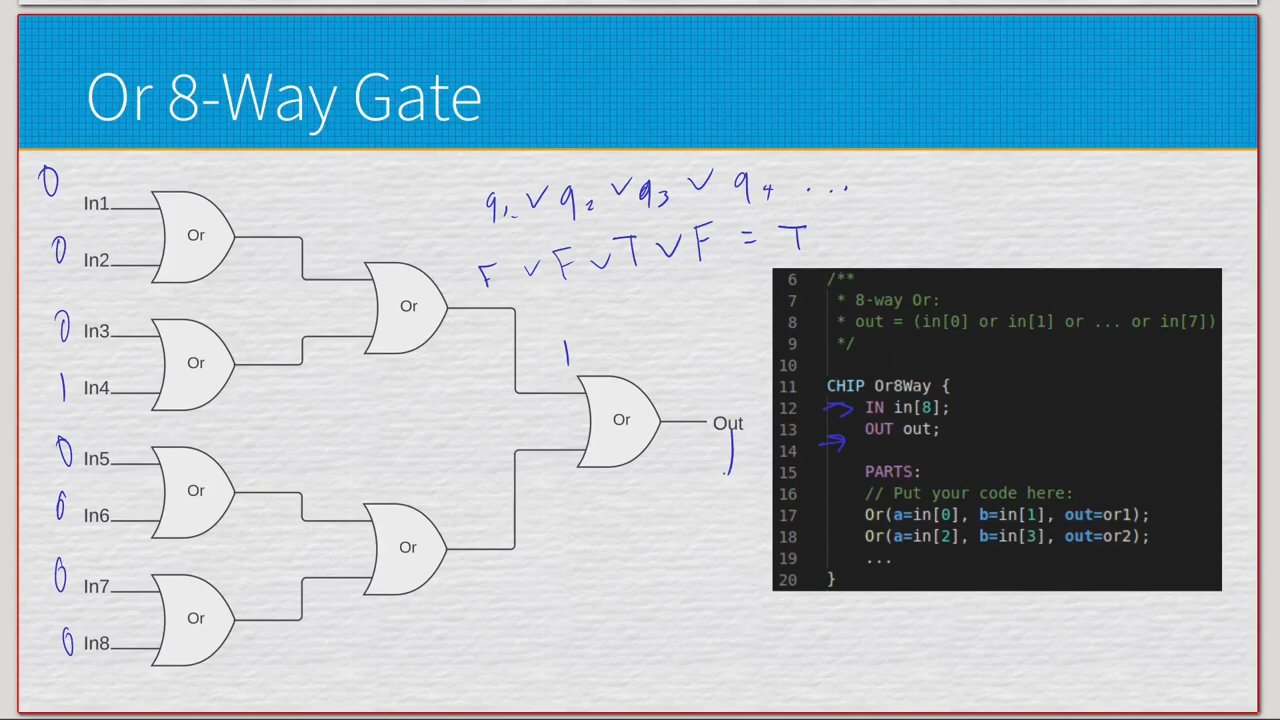 Or 8-Way Gate
0
In1
0
In2
0
In3
1
In4
0
In5
0
In6
0
In7
0
In8
Or
Or
Or
Or
Or
Or
1
Or
Out
1
q1 ∨ q2 ∨ q3 ∨ q4 ...
F ∨ F ∨ T ∨ F = T
6 /**
7 * 8-way Or:
8 * out = (in[0] or in[1] or ... or in[7])
9 */
10
11 CHIP Or8Way {
12 IN in[8];
13 OUT out;
14
15 PARTS:
16 // Put your code here:
17 Or(a=in[0], b=in[1], out=or1);
18 Or(a=in[2], b=in[3], out=or2);
19 ...
20 }